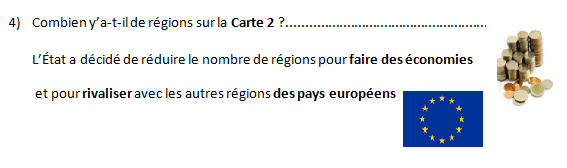 4) Combien y'a-t-il de régions sur la Carte 2 ?..................................................
L'État a décidé de réduire le nombre de régions pour faire des économies
et pour rivaliser avec les autres régions des pays européens